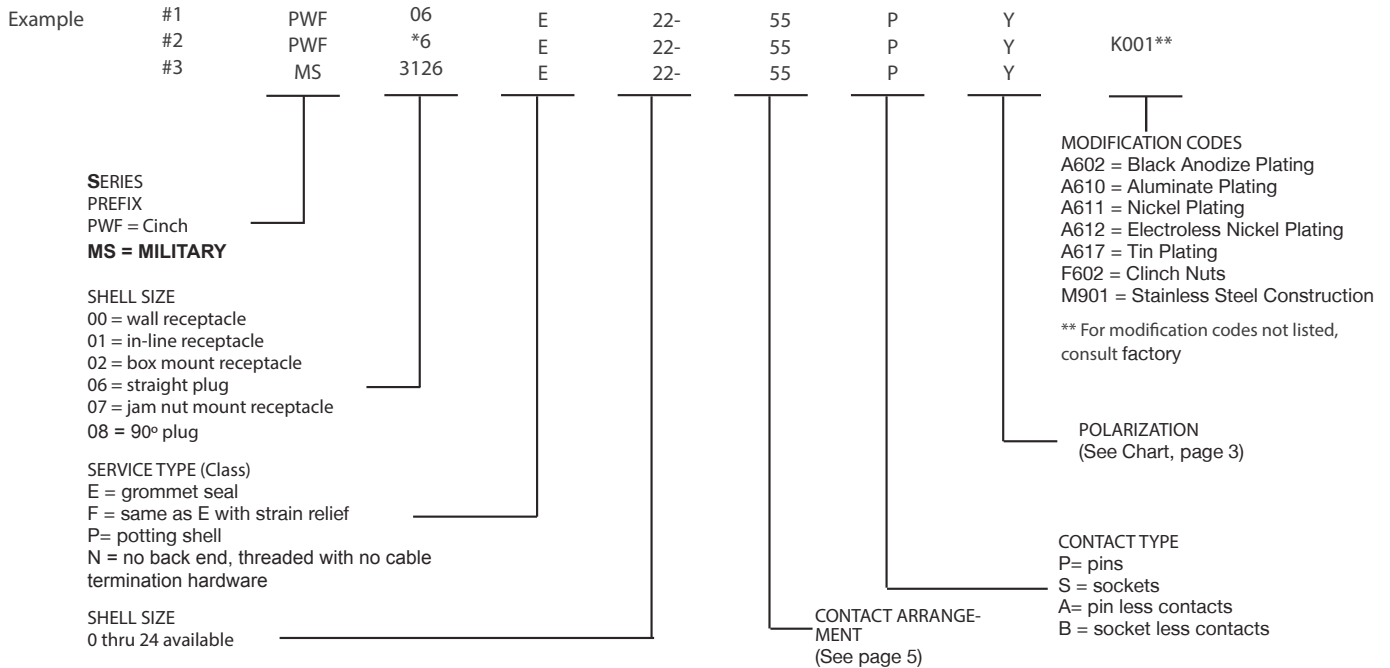 Example #1 PWF 06 E 22- 55 P Y
#2 PWF *6 E 22- 55 P Y K001**
#3 MS 3126 E 22- 55 P Y
SERIES
PREFIX
PWF = Cinch
MS = MILITARY
SHELL SIZE
00 = wall receptacle
01 = in-line receptacle
02 = box mount receptacle
06 = straight plug
07 = jam nut mount receptacle
08 = 90º plug
SERVICE TYPE (Class)
E = grommet seal
F = same as E with strain relief
P= potting shell
N = no back end, threaded with no cable
termination hardware
SHELL SIZE
0 thru 24 available
CONTACT ARRANGE-
MENT
(See page 5)
CONTACT TYPE
P= pins
S = sockets
A= pin less contacts
B = socket less contacts
POLARIZATION
(See Chart, page 3)
MODIFICATION CODES
A602 = Black Anodize Plating
A610 = Aluminate Plating
A611 = Nickel Plating
A612 = Electroless Nickel Plating
A617 = Tin Plating
F602 = Clinch Nuts
M901 = Stainless Steel Construction
** For modification codes not listed,
consult factory